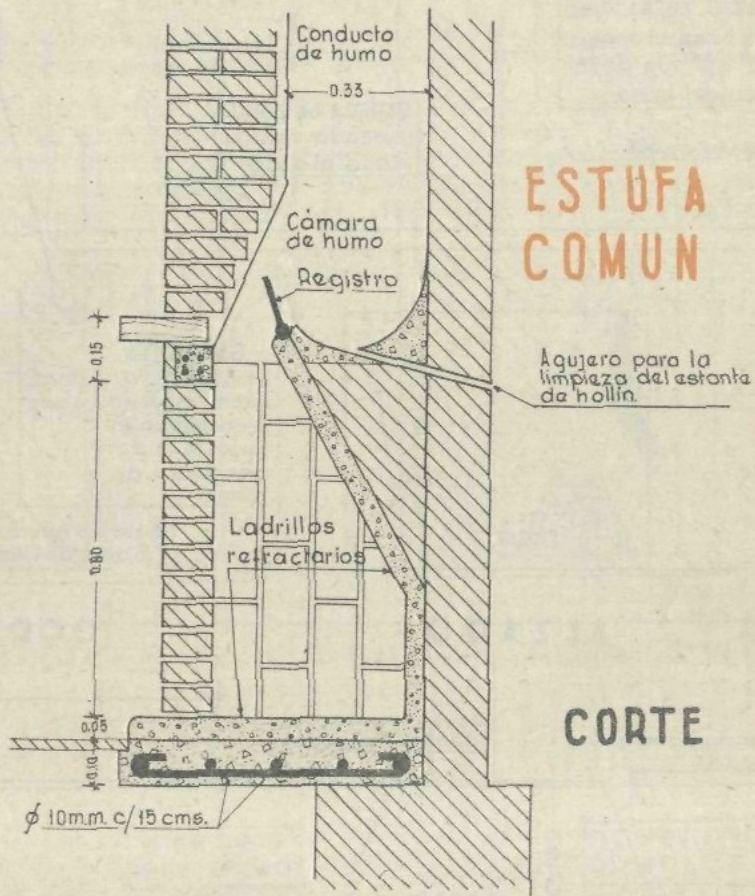 Conducto
de humo
0.33
ESTUFA
COMUN
Cámara
de humo
Registro
0.15
Agujero para la
limpieza del estante
de hollín.
0.80
Ladrillos
refractarios
CORTE
0.05
0.10
ϕ 10m.m. c/15 cms.